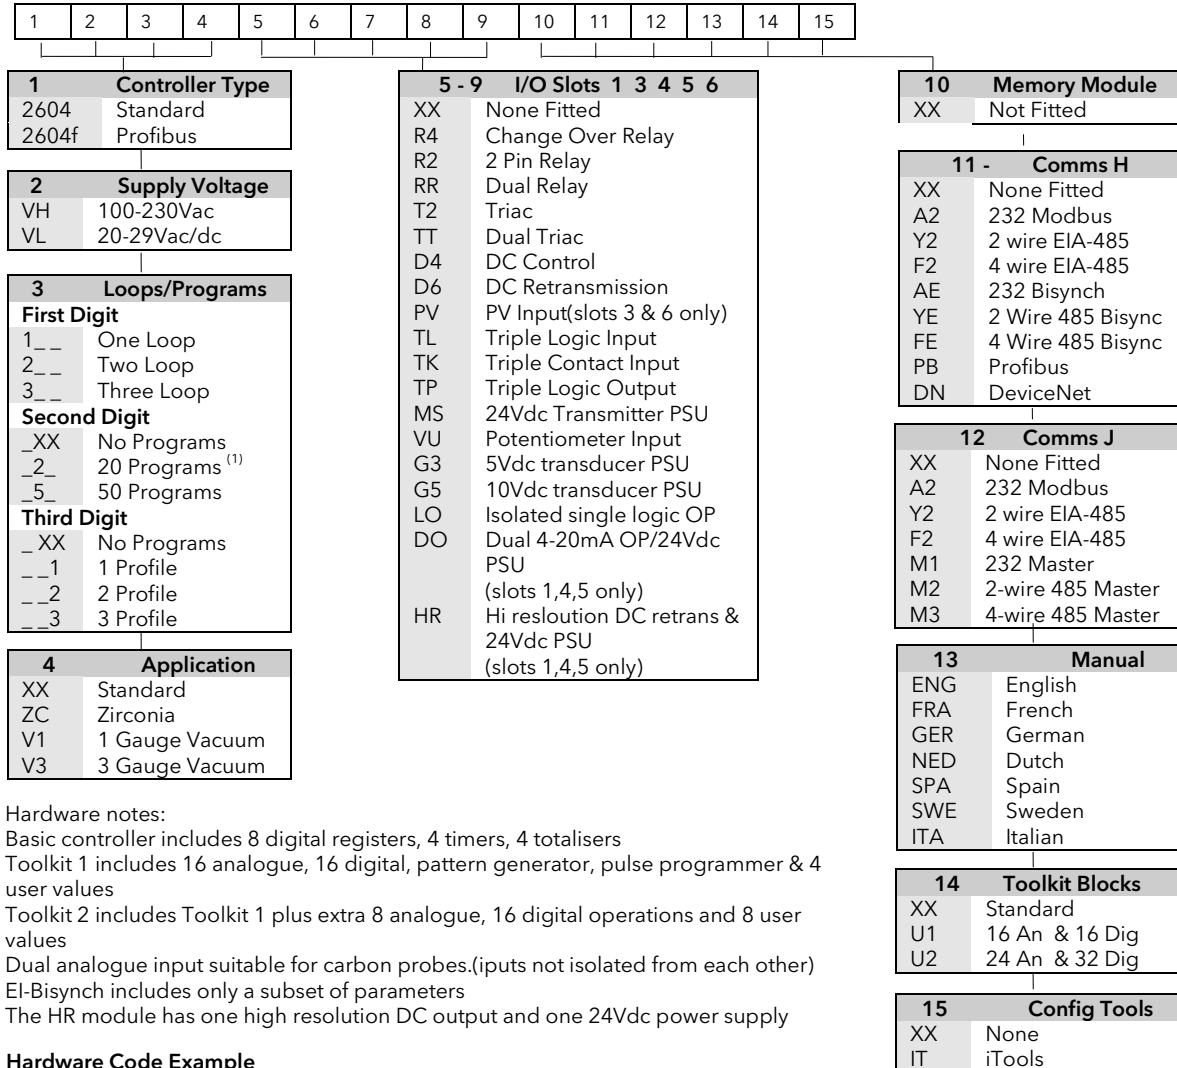 1 2 3 4 5 6 7 8 9 10 11 12 13 14 15
1 Controller Type
2604 Standard
2604f Profibus
2 Supply Voltage
VH 100-230Vac
VL 20-29Vac/dc
3 Loops/Programs
First Digit
1_ _ One Loop
2_ _ Two Loop
3_ _ Three Loop
Second Digit
_XX No Programs
_2_ 20 Programs (1)
_5_ 50 Programs
Third Digit
_ XX No Programs
_ _1 1 Profile
_ _2 2 Profile
_ _3 3 Profile
4 Application
XX Standard
ZC Zirconia
V1 1 Gauge Vacuum
V3 3 Gauge Vacuum
5 - 9 I/O Slots 1 3 4 5 6
XX None Fitted
R4 Change Over Relay
R2 2 Pin Relay
RR Dual Relay
T2 Triac
TT Dual Triac
D4 DC Control
D6 DC Retransmission
PV PV Input(slots 3 & 6 only)
TL Triple Logic Input
TK Triple Contact Input
TP Triple Logic Output
MS 24Vdc Transmitter PSU
VU Potentiometer Input
G3 5Vdc transducer PSU
G5 10Vdc transducer PSU
LO Isolated single logic OP
DO Dual 4-20mA OP/24Vdc
PSU
(slots 1,4,5 only)
HR Hi resloution DC retrans &
24Vdc PSU
(slots 1,4,5 only)
10 Memory Module
XX Not Fitted
11 - Comms H
XX None Fitted
A2 232 Modbus
Y2 2 wire EIA-485
F2 4 wire EIA-485
AE 232 Bisynch
YE 2 Wire 485 Bisync
FE 4 Wire 485 Bisync
PB Profibus
DN DeviceNet
12 Comms J
XX None Fitted
A2 232 Modbus
Y2 2 wire EIA-485
F2 4 wire EIA-485
M1 232 Master
M2 2-wire 485 Master
M3 4-wire 485 Master
13 Manual
ENG English
FRA French
GER German
NED Dutch
SPA Spain
SWE Sweden
ITA Italian
14 Toolkit Blocks
XX Standard
U1 16 An & 16 Dig
U2 24 An & 32 Dig
15 Config Tools
XX None
IT iTools
Hardware notes:
Basic controller includes 8 digital registers, 4 timers, 4 totalisers
Toolkit 1 includes 16 analogue, 16 digital, pattern generator, pulse programmer & 4
user values
Toolkit 2 includes Toolkit 1 plus extra 8 analogue, 16 digital operations and 8 user
values
Dual analogue input suitable for carbon probes.(iputs not isolated from each other)
EI-Bisynch includes only a subset of parameters
The HR module has one high resolution DC output and one 24Vdc power supply
Hardware Code Example